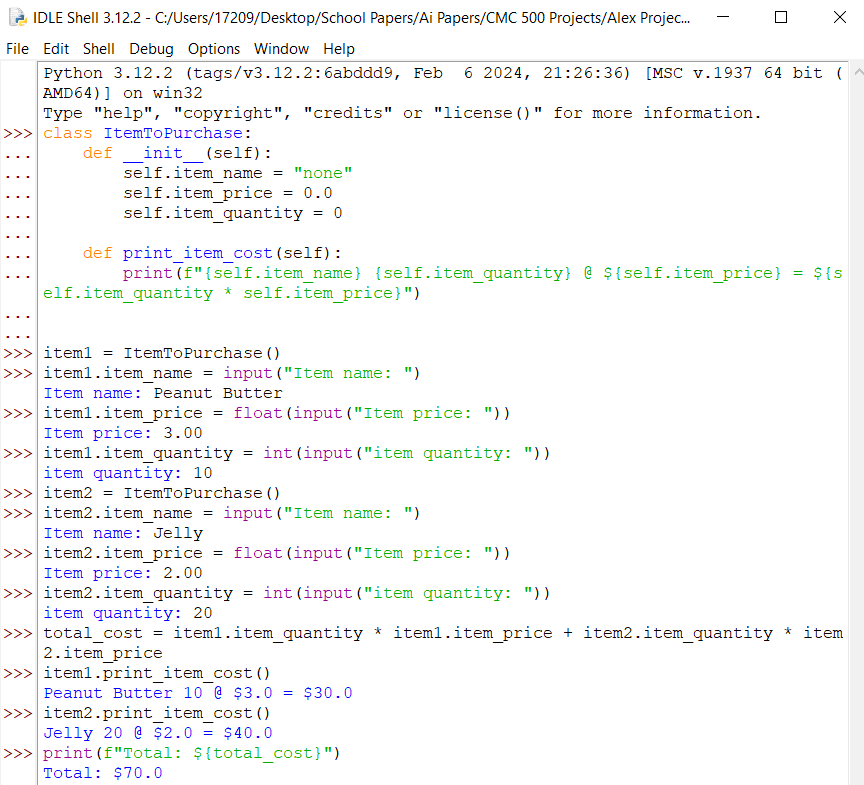 IDLE Shell 3.12.2 - C:/Users/17209/Desktop/School Papers/Ai Papers/CMC 500 Projects/Alex Projec...
File Edit Shell Debug Options Window Help
Python 3.12.2 (tags/v3.12.2:6abddd9, Feb  6 2024, 21:26:36) [MSC v.1937 64 bit (
AMD64)] on win32
Type "help", "copyright", "credits" or "license()" for more information.
>>> class ItemToPurchase:
...     def __init__(self):
...         self.item_name = "none"
...         self.item_price = 0.0
...         self.item_quantity = 0
...
...     def print_item_cost(self):
...         print(f"{self.item_name} {self.item_quantity} @ ${self.item_price} = ${s
elf.item_quantity * self.item_price}")
...
...
>>> item1 = ItemToPurchase()
>>> item1.item_name = input("Item name: ")
Item name: Peanut Butter
>>> item1.item_price = float(input("Item price: "))
Item price: 3.00
>>> item1.item_quantity = int(input("item quantity: "))
item quantity: 10
>>> item2 = ItemToPurchase()
>>> item2.item_name = input("Item name: ")
Item name: Jelly
>>> item2.item_price = float(input("Item price: "))
Item price: 2.00
>>> item2.item_quantity = int(input("item quantity: "))
item quantity: 20
>>> total_cost = item1.item_quantity * item1.item_price + item2.item_quantity * item
2.item_price
>>> item1.print_item_cost()
Peanut Butter 10 @ $3.0 = $30.0
>>> item2.print_item_cost()
Jelly 20 @ $2.0 = $40.0
>>> print(f"Total: ${total_cost}")
Total: $70.0